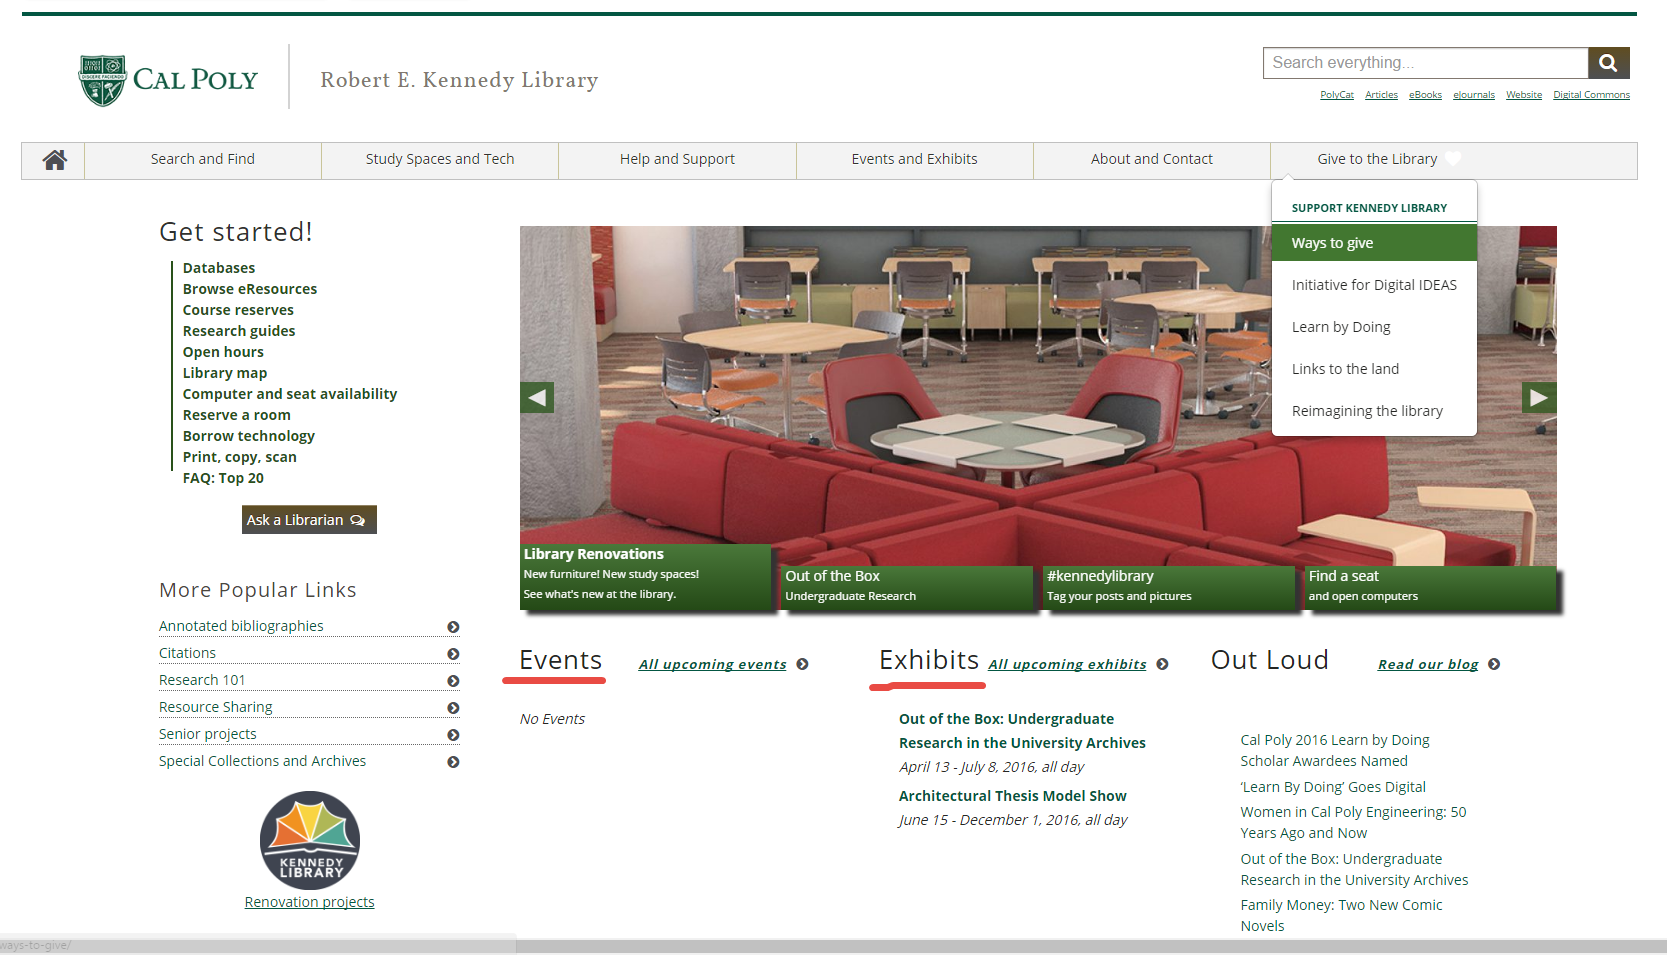 CAL POLY
Robert E. Kennedy Library
Search everything...
PolyCat Articles eBooks eJournals Website Digital Commons
Search and Find
Study Spaces and Tech
Help and Support
Events and Exhibits
About and Contact
Give to the Library
SUPPORT KENNEDY LIBRARY
Ways to give
Initiative for Digital IDEAS
Learn by Doing
Links to the land
Reimagining the library
Get started!
Databases
Browse eResources
Course reserves
Research guides
Open hours
Library map
Computer and seat availability
Reserve a room
Borrow technology
Print, copy, scan
FAQ: Top 20
Ask a Librarian
More Popular Links
Annotated bibliographies
Citations
Research 101
Resource Sharing
Senior projects
Special Collections and Archives
KENNEDY
LIBRARY
Renovation projects
Library Renovations
New furniture! New study spaces!
See what's new at the library.
Out of the Box
Undergraduate Research
#kennedylibrary
Tag your posts and pictures
Find a seat
and open computers
Events
All upcoming events
No Events
Exhibits
All upcoming exhibits
Out of the Box: Undergraduate
Research in the University Archives
April 13 - July 8, 2016, all day
Architectural Thesis Model Show
June 15 - December 1, 2016, all day
Out Loud
Read our blog
Cal Poly 2016 Learn by Doing
Scholar Awardees Named
‘Learn By Doing’ Goes Digital
Women in Cal Poly Engineering: 50
Years Ago and Now
Out of the Box: Undergraduate
Research in the University Archives
Family Money: Two New Comic
Novels
ways-to-give/